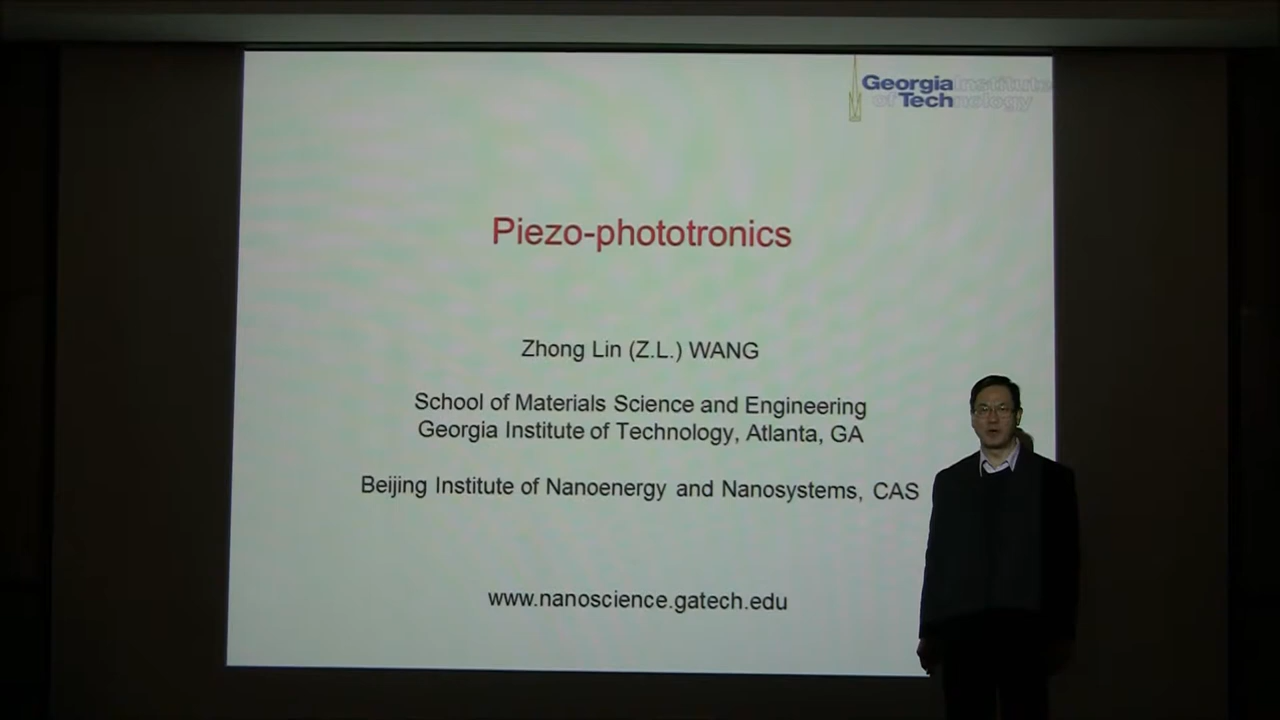 Georgia Institute
of Technology
Piezo-phototronics
Zhong Lin (Z.L.) WANG
School of Materials Science and Engineering
Georgia Institute of Technology, Atlanta, GA
Beijing Institute of Nanoenergy and Nanosystems, CAS
www.nanoscience.gatech.edu